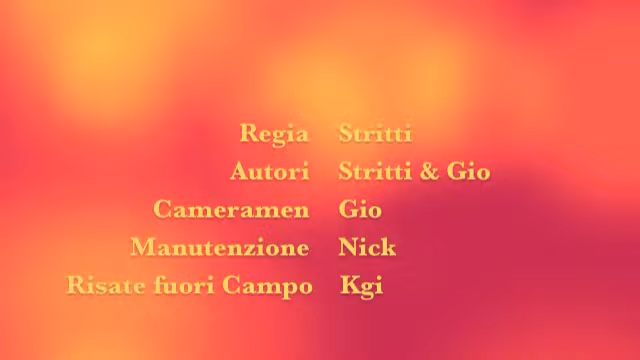 Regia Stritti
Autori Stritti & Gio
Cameramen Gio
Manutenzione Nick
Risate fuori Campo Kgi